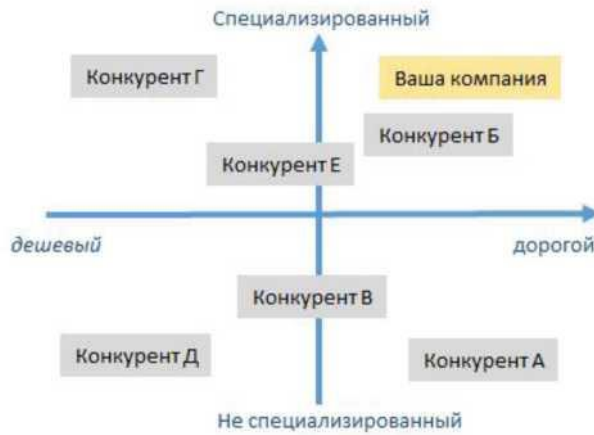 Специализированный
Конкурент Г
Ваша компания
Конкурент Б
Конкурент Е
дешевый
дорогой
Конкурент В
Конкурент Д
Конкурент А
Не специализированный